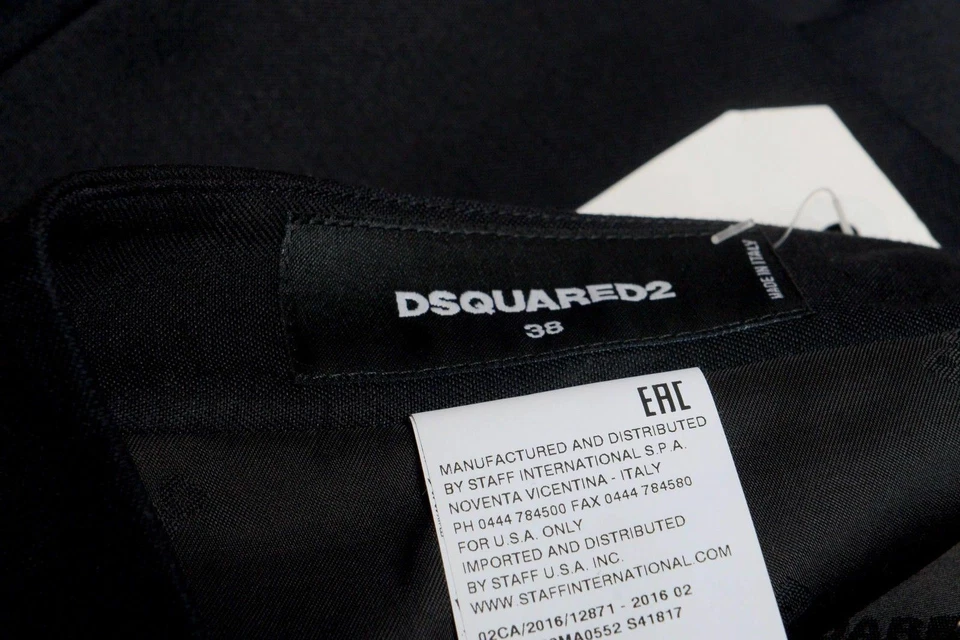 DSQUARED2
38
MADE IN ITALY
EAC
MANUFACTURED AND DISTRIBUTED
BY STAFF INTERNATIONAL S.P.A.
NOVENTA VICENTINA - ITALY
PH 0444 784500 FAX 0444 784580
FOR U.S.A. ONLY
IMPORTED AND DISTRIBUTED
BY STAFF U.S.A. INC.
WWW.STAFFINTERNATIONAL.COM
02CA/2016/12871 - 2016 02
S41817